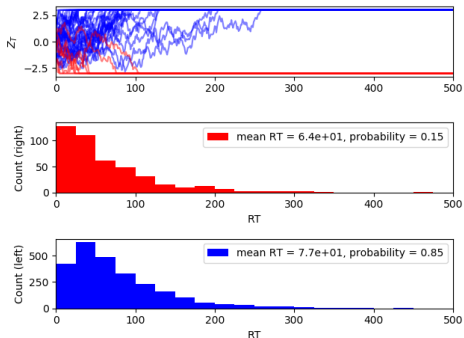 Z_T
2.5
0.0
−2.5
0 100 200 300 400 500
Count (right)
100
50
0
mean RT = 6.4e+01, probability = 0.15
0 100 200 300 400 500
RT
Count (left)
500
250
0
mean RT = 7.7e+01, probability = 0.85
0 100 200 300 400 500
RT